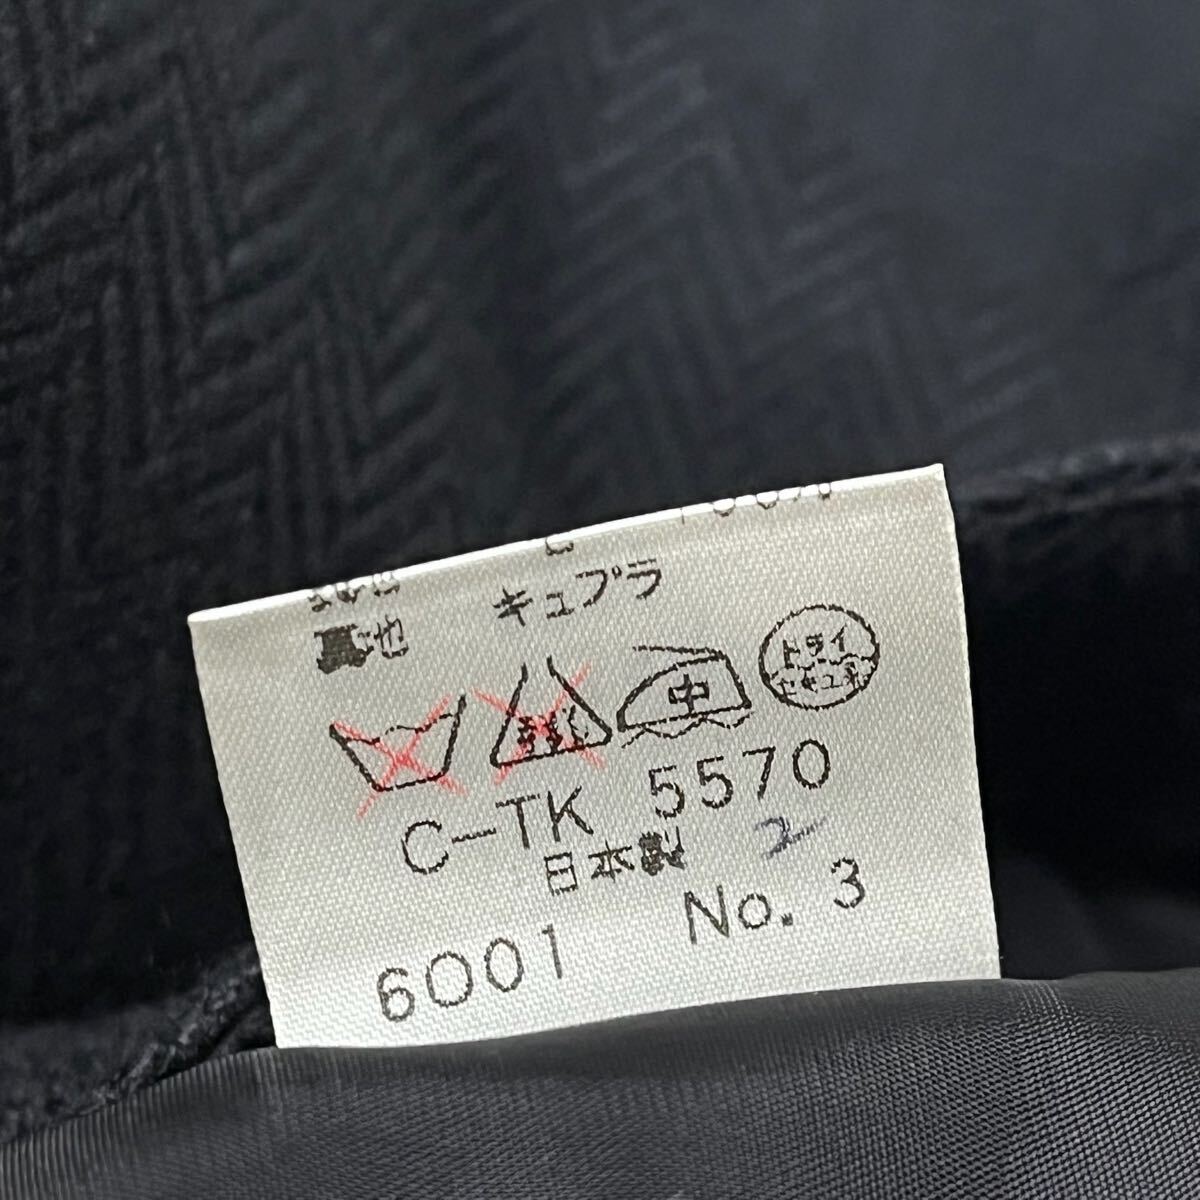 裏地 キュプラ
中 ドライ
セキユ系
C-TK 5570
日本製 2
6001 No. 3